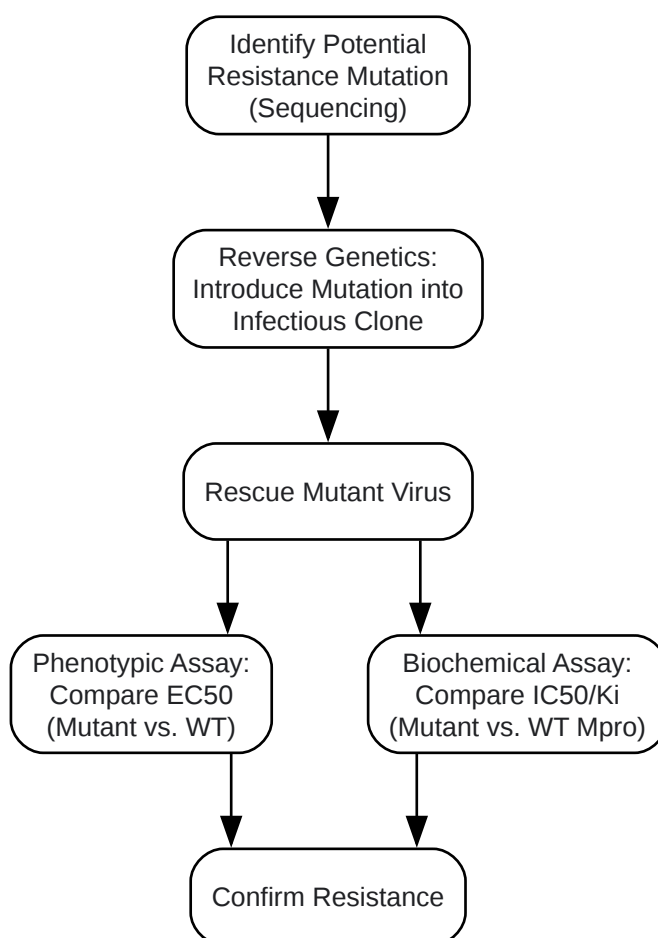 Identify Potential
Resistance Mutation
(Sequencing)
Reverse Genetics:
Introduce Mutation into
Infectious Clone
Rescue Mutant Virus
Phenotypic Assay:
Compare EC50
(Mutant vs. WT)
Biochemical Assay:
Compare IC50/Ki
(Mutant vs. WT Mpro)
Confirm Resistance